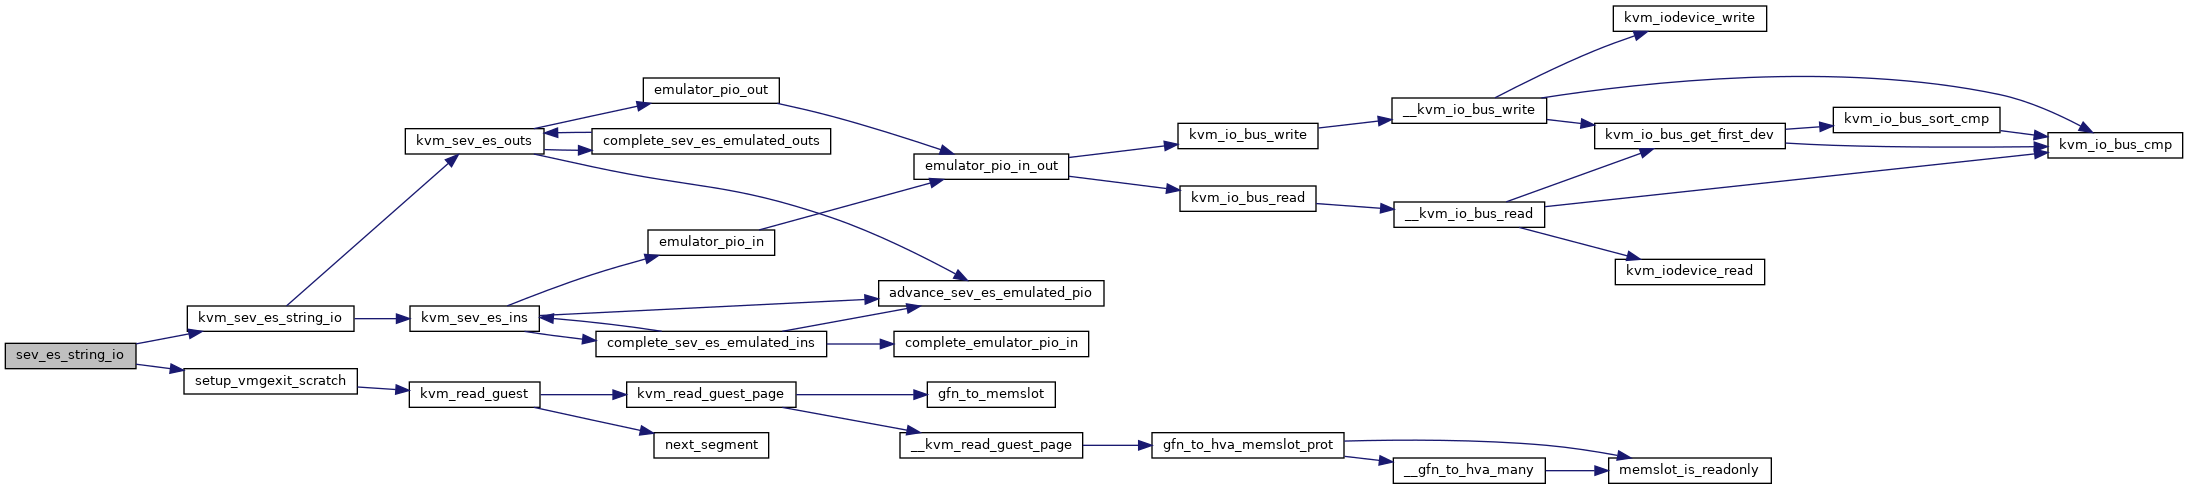 kvm_iodevice_write
emulator_pio_out
__kvm_io_bus_write
kvm_io_bus_sort_cmp
kvm_sev_es_outs
complete_sev_es_emulated_outs
kvm_io_bus_write
kvm_io_bus_get_first_dev
kvm_io_bus_cmp
emulator_pio_in_out
kvm_io_bus_read
__kvm_io_bus_read
emulator_pio_in
kvm_iodevice_read
advance_sev_es_emulated_pio
kvm_sev_es_string_io
kvm_sev_es_ins
complete_sev_es_emulated_ins
complete_emulator_pio_in
sev_es_string_io
setup_vmgexit_scratch
kvm_read_guest
kvm_read_guest_page
gfn_to_memslot
next_segment
__kvm_read_guest_page
gfn_to_hva_memslot_prot
__gfn_to_hva_many
memslot_is_readonly